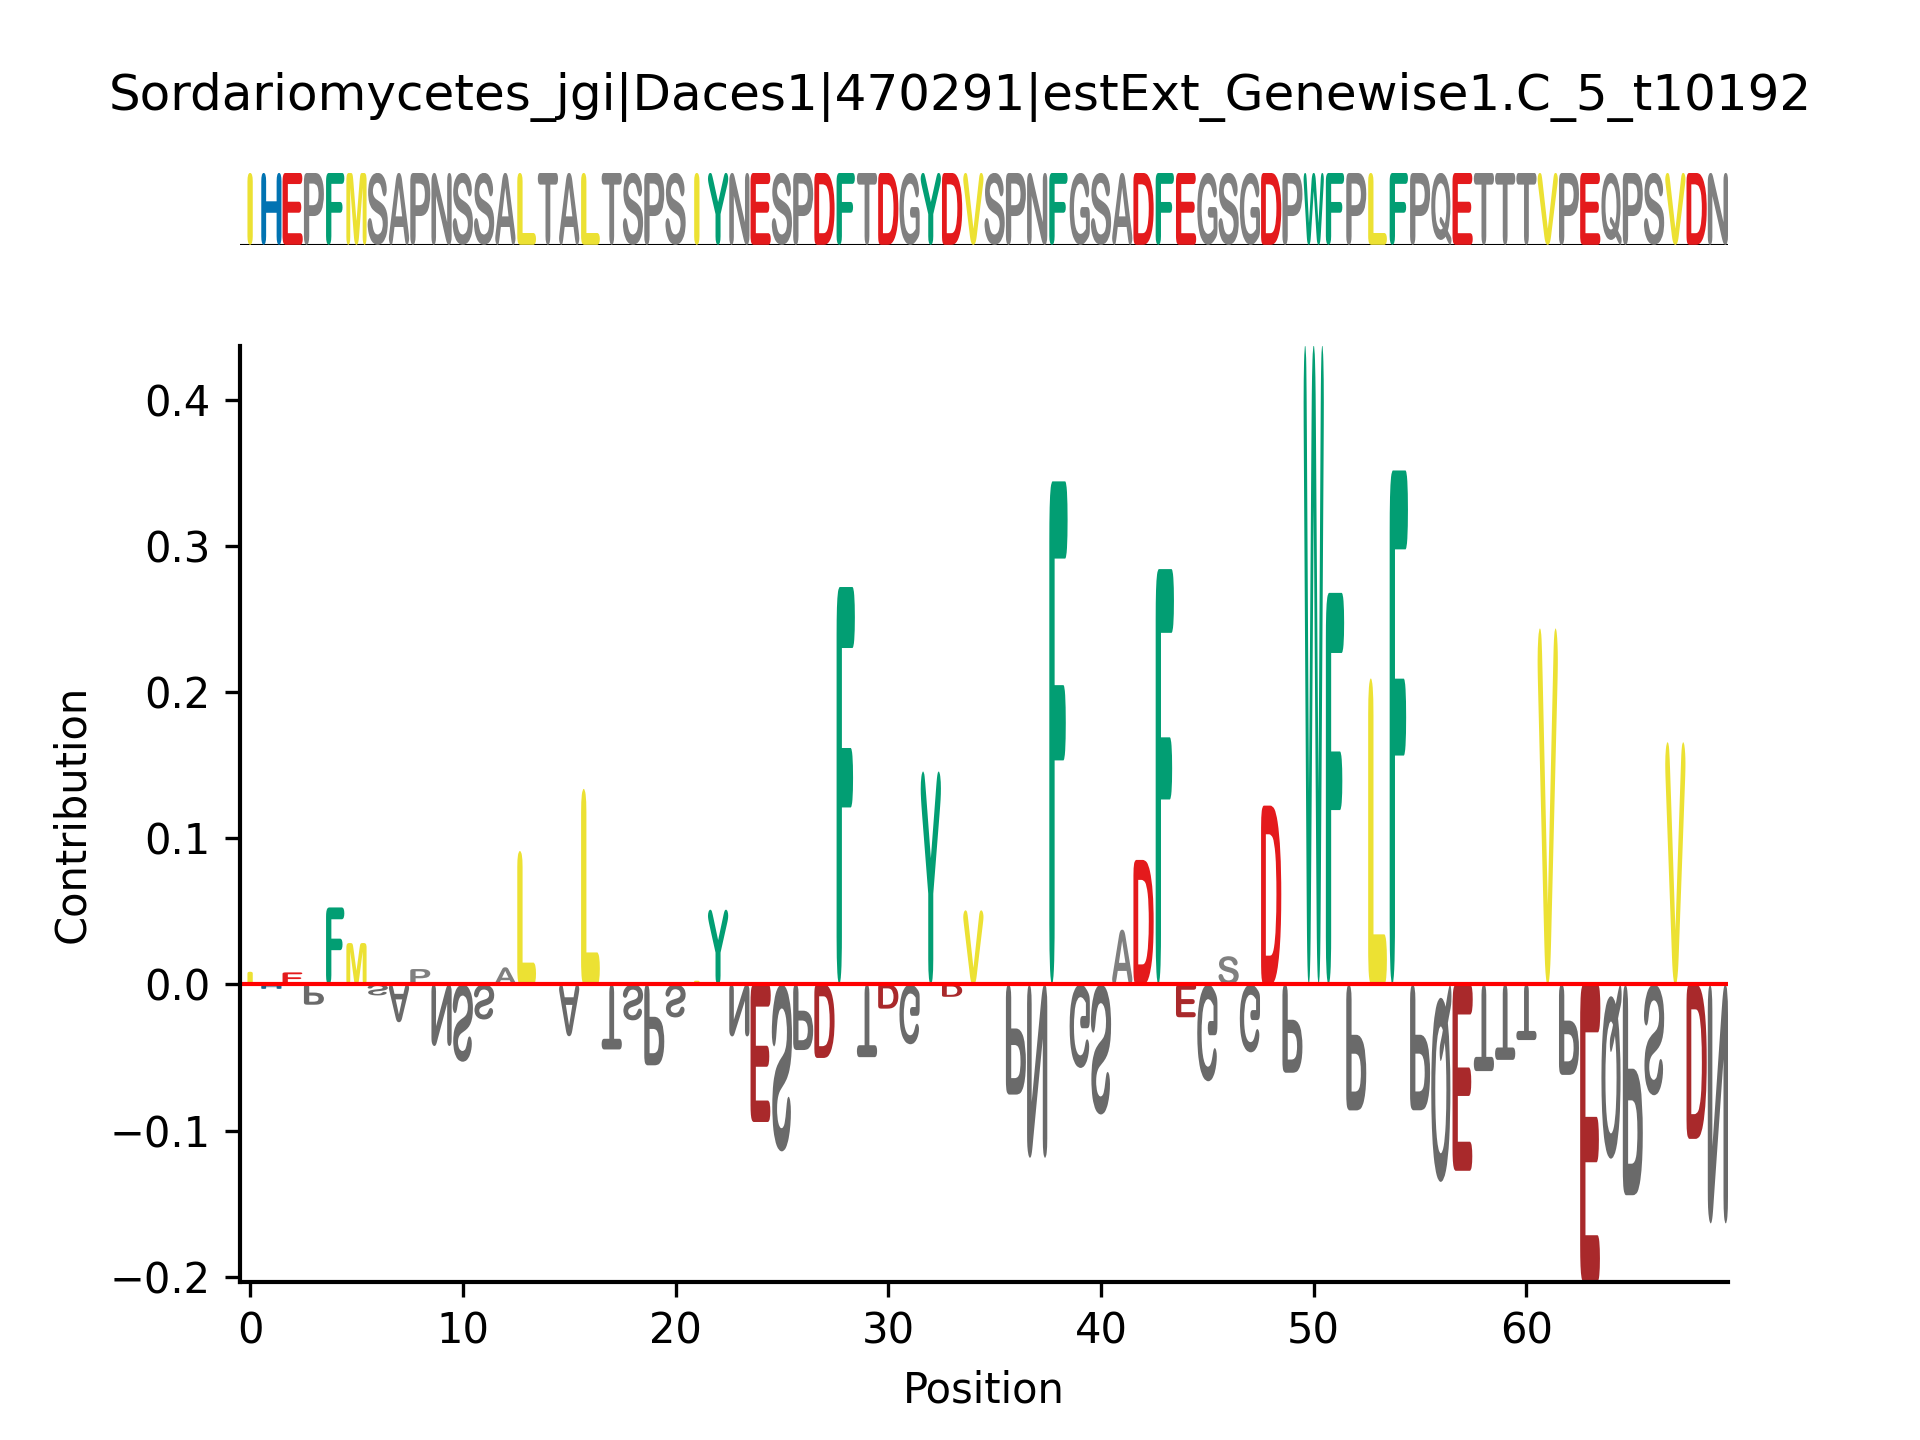 Sordariomycetes_jgi|Daces1|470291|estExt_Genewise1.C_5_t10192
IHEPFMSAPNSSALTALTSPSIYNESPDFTDGYDVSPNFGSADFEGSGDPWFPLFPQETTTVPEQPSVDN
Contribution
0.4
0.3
0.2
0.1
0.0
−0.1
−0.2
IHEPFMSAPNSSALTALTSPSIYNESPDFTDGYDVSPNFGSADFEGSGDPWFPLFPQETTTVPEQPSVDN
0 10 20 30 40 50 60
Position